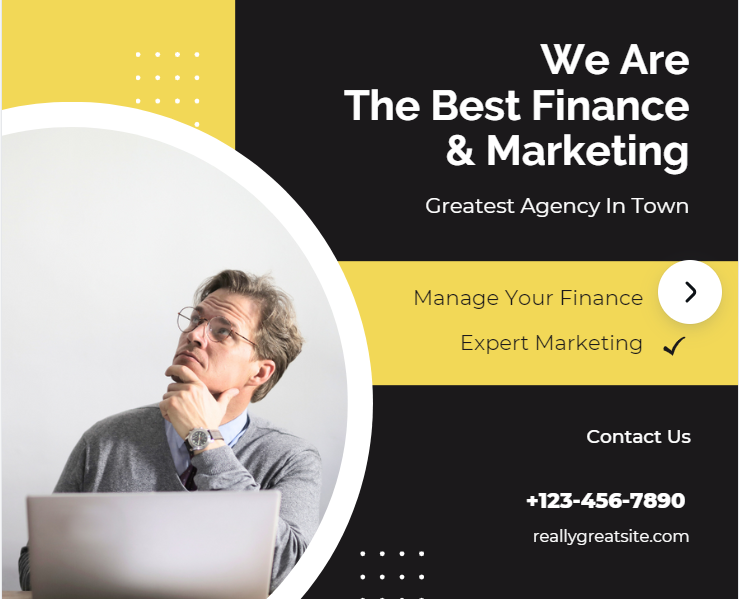 We Are
The Best Finance
& Marketing
Greatest Agency In Town
Manage Your Finance
Expert Marketing
Contact Us
+123-456-7890
reallygreatsite.com